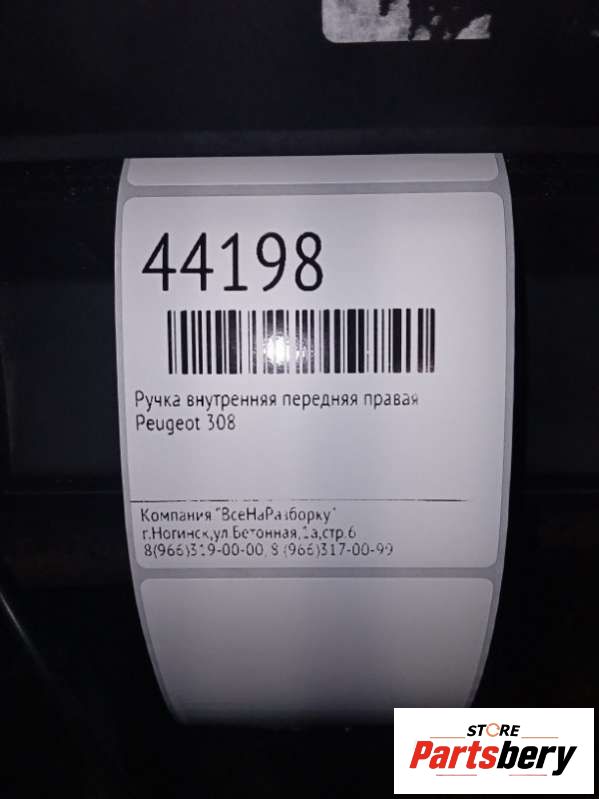 44198
Ручка внутренняя передняя правая
Peugeot 308
Компания "ВсеНаРазборку"
г.Ногинск,ул.Бетонная,1а,стр.6
8(966)319-00-00, 8 (966)317-00-99
STORE
Partsbery